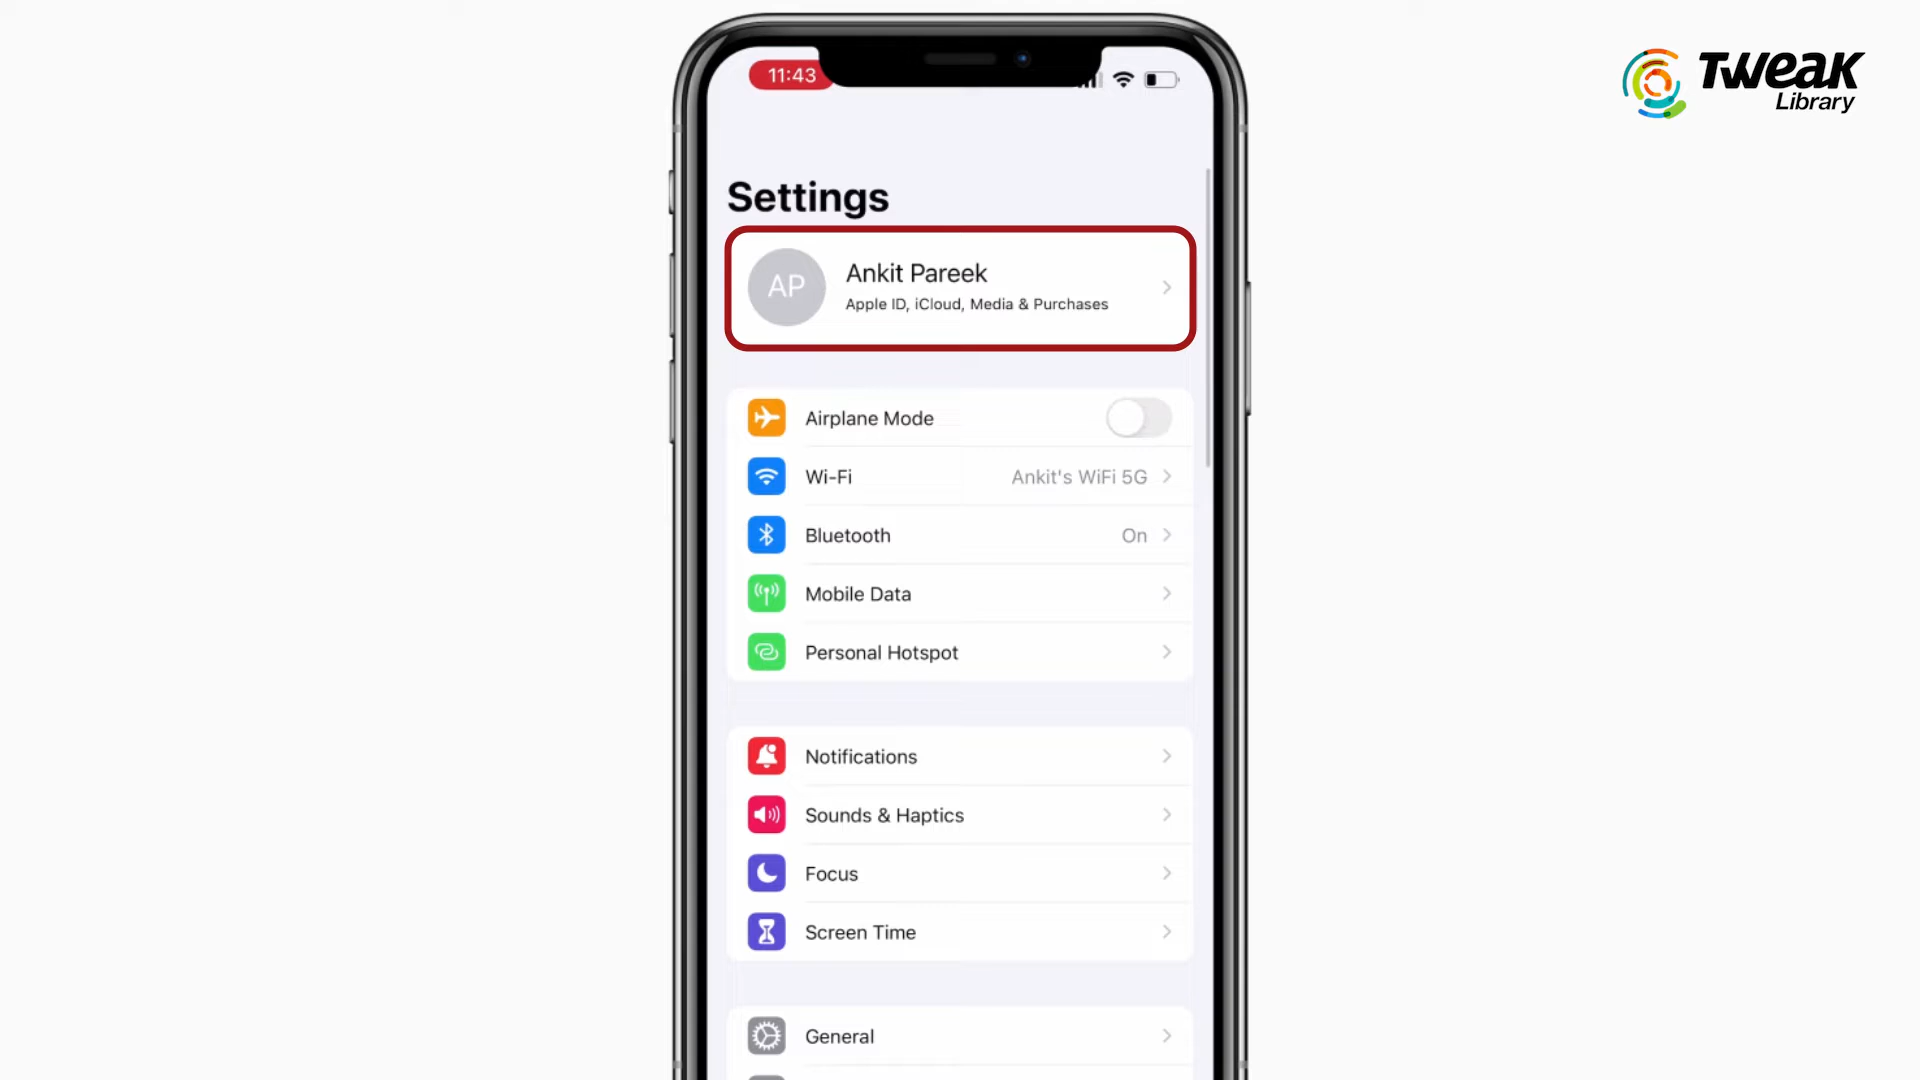 11:43
TWEAK
Library
Settings
AP
Ankit Pareek
Apple ID, iCloud, Media & Purchases
Airplane Mode
Wi-Fi
Ankit's WiFi 5G
Bluetooth
On
Mobile Data
Personal Hotspot
Notifications
Sounds & Haptics
Focus
Screen Time
General